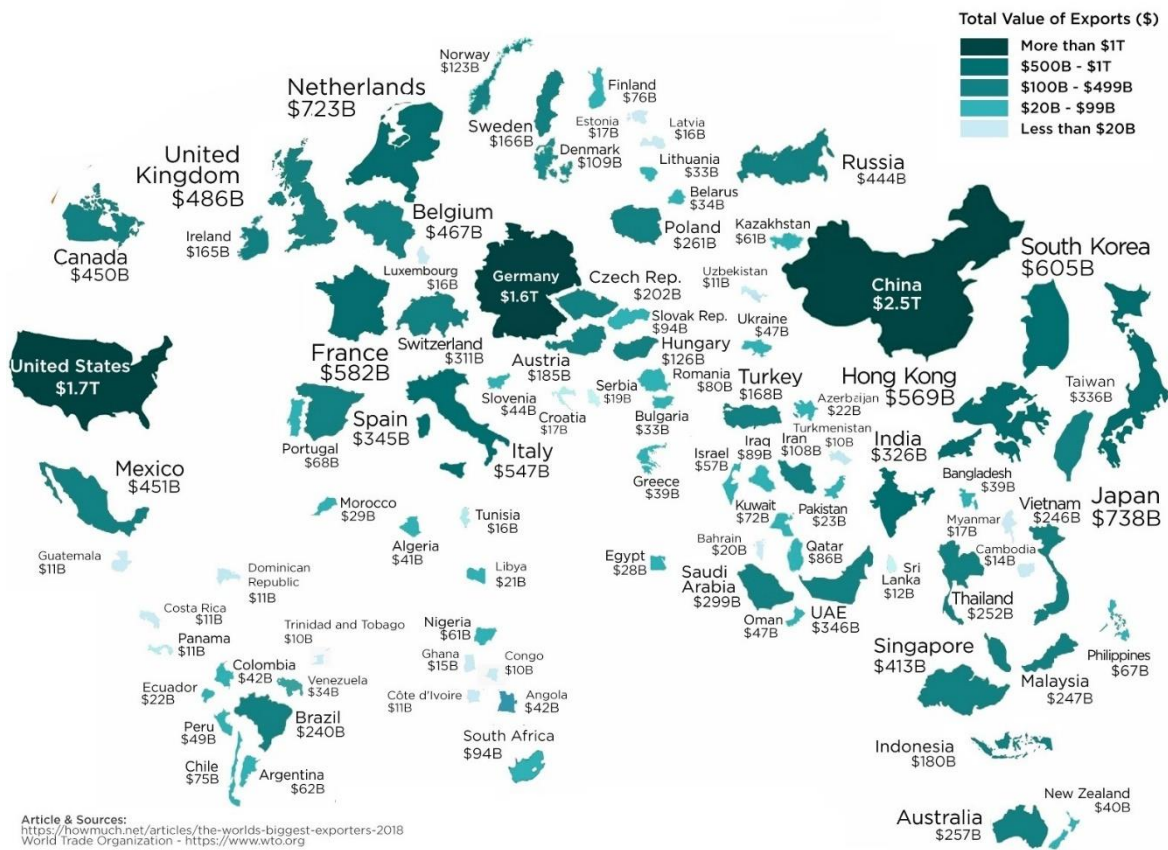 Total Value of Exports ($)
More than $1T
$500B - $1T
$100B - $499B
$20B - $99B
Less than $20B
Norway
$123B
Netherlands
$723B
Finland
$76B
Sweden
$166B
Estonia
$17B
Latvia
$16B
Denmark
$109B
Lithuania
$33B
Russia
$444B
United
Kingdom
$486B
Belarus
$34B
Belgium
$467B
Poland
$261B
Kazakhstan
$61B
Ireland
$165B
Canada
$450B
South Korea
$605B
Luxembourg
$16B
Germany
$1.6T
Czech Rep.
$202B
Uzbekistan
$11B
China
$2.5T
Slovak Rep.
$94B
Ukraine
$47B
Switzerland
$311B
Hungary
$126B
United States
$1.7T
France
$582B
Austria
$185B
Romania
$80B
Turkey
$168B
Hong Kong
$569B
Taiwan
$336B
Slovenia
$44B
Serbia
$19B
Croatia
$17B
Azerbaijan
$22B
Spain
$345B
Bulgaria
$33B
Turkmenistan
$10B
Portugal
$68B
Italy
$547B
Israel
$57B
Iraq
$89B
Iran
$108B
India
$326B
Mexico
$451B
Greece
$39B
Bangladesh
$39B
Japan
$738B
Morocco
$29B
Tunisia
$16B
Kuwait
$72B
Pakistan
$23B
Vietnam
$246B
Myanmar
$17B
Algeria
$41B
Bahrain
$20B
Qatar
$86B
Cambodia
$14B
Guatemala
$11B
Dominican
Republic
$11B
Libya
$21B
Egypt
$28B
Saudi
Arabia
$299B
Sri
Lanka
$12B
Thailand
$252B
Costa Rica
$11B
Oman
$47B
UAE
$346B
Trinidad and Tobago
$10B
Nigeria
$61B
Panama
$11B
Singapore
$413B
Philippines
$67B
Colombia
$42B
Ghana
$15B
Congo
$10B
Malaysia
$247B
Ecuador
$22B
Venezuela
$34B
Côte d'Ivoire
$11B
Angola
$42B
Brazil
$240B
Peru
$49B
South Africa
$94B
Indonesia
$180B
Chile
$75B
Argentina
$62B
New Zealand
$40B
Australia
$257B
Article & Sources:
https://howmuch.net/articles/the-worlds-biggest-exporters-2018
World Trade Organization - https://www.wto.org